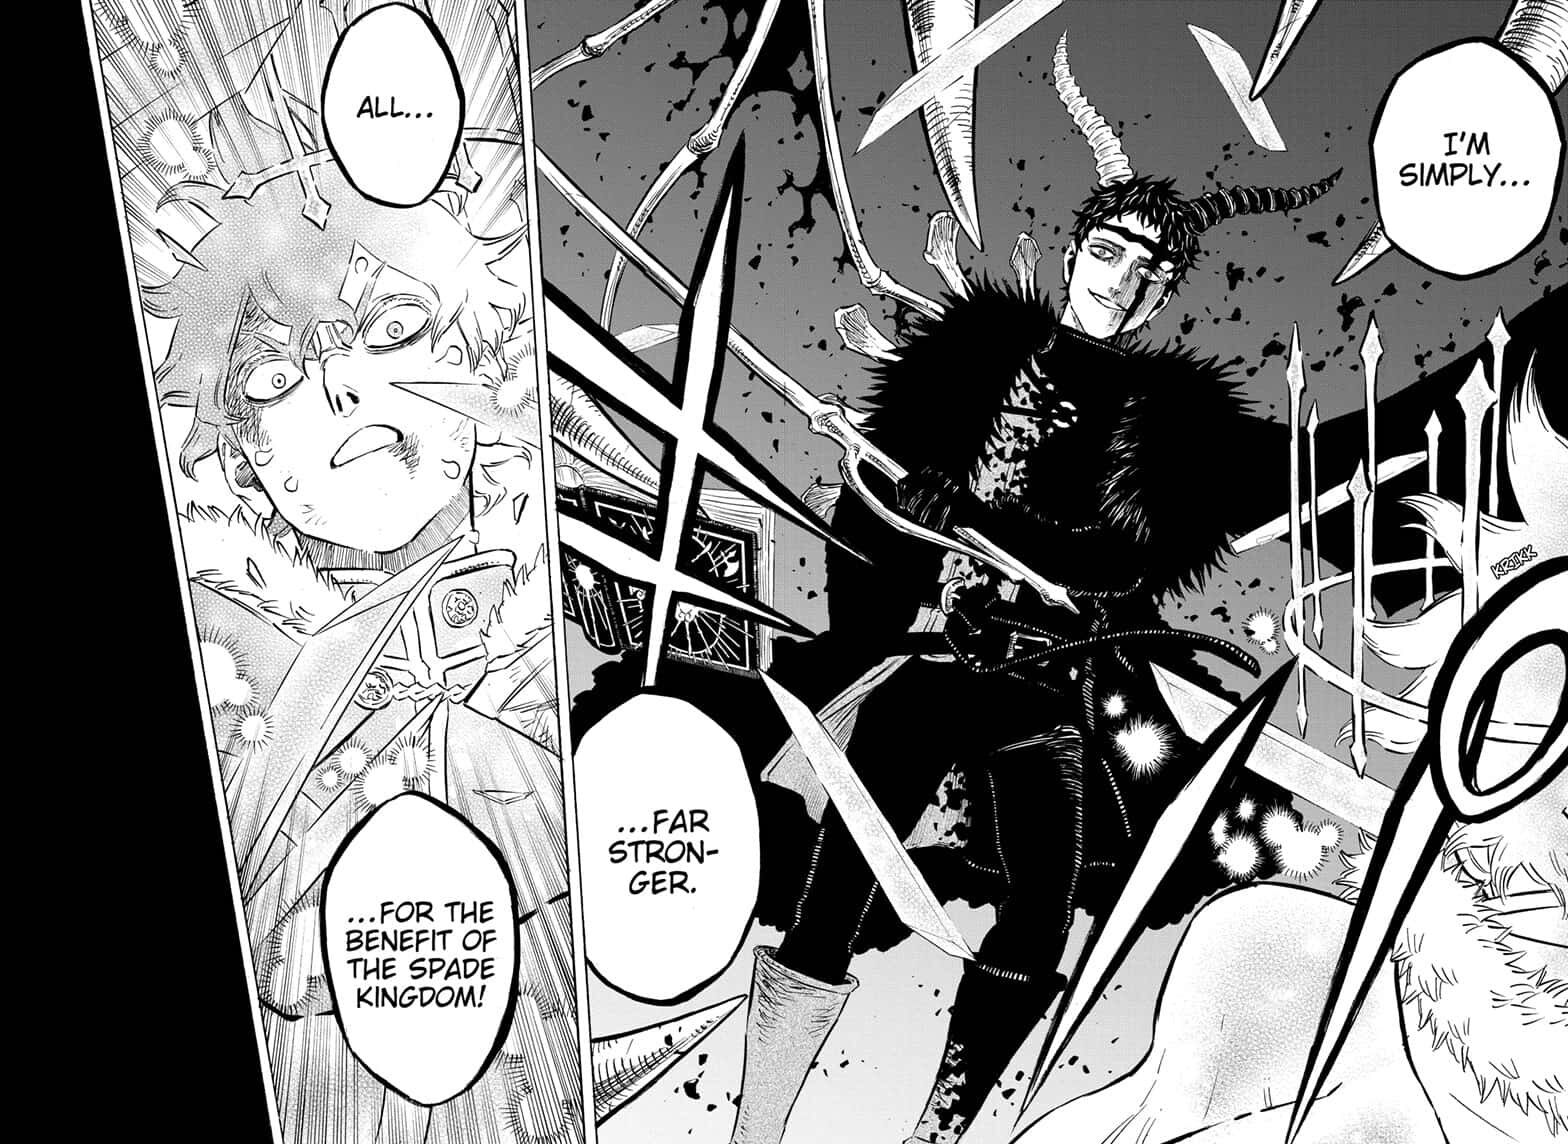 I'M
SIMPLY...
KRIKK
...FAR
STRON-
GER.
ALL...
...FOR THE
BENEFIT OF
THE SPADE
KINGDOM!